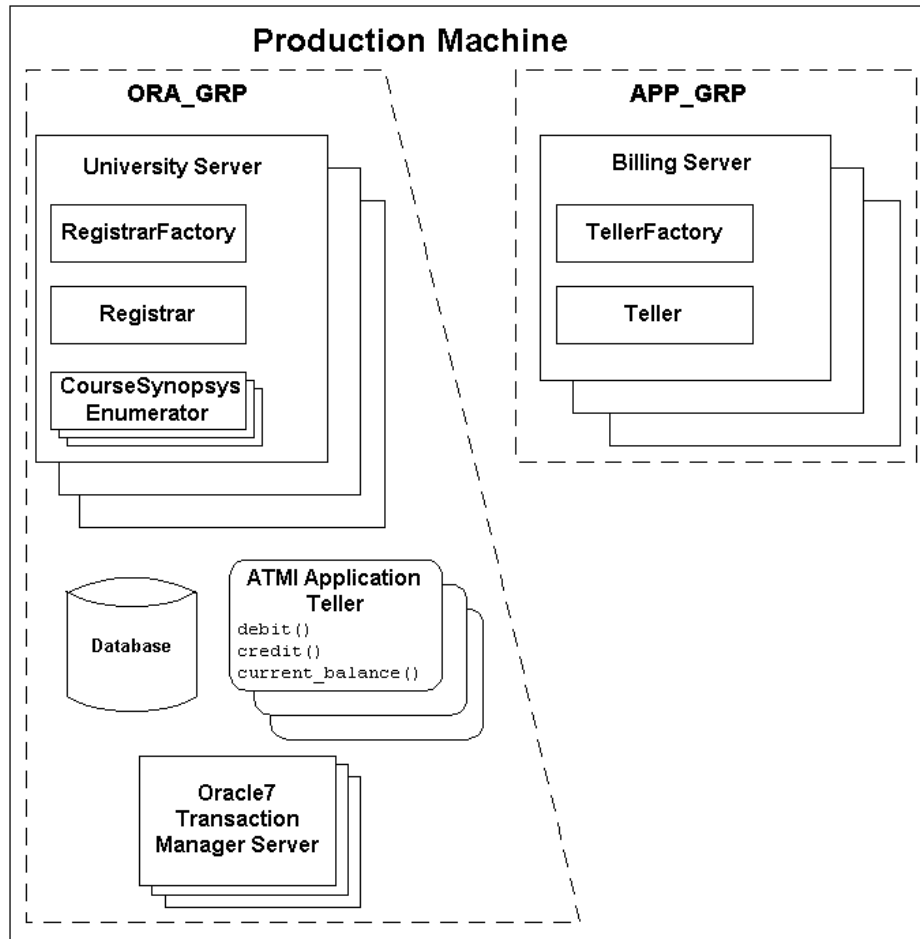 Production Machine
ORA_GRP
University Server
RegistrarFactory
Registrar
CourseSynopsys
Enumerator
Database
ATMI Application
Teller
debit()
credit()
current_balance()
Oracle7
Transaction
Manager Server
APP_GRP
Billing Server
TellerFactory
Teller